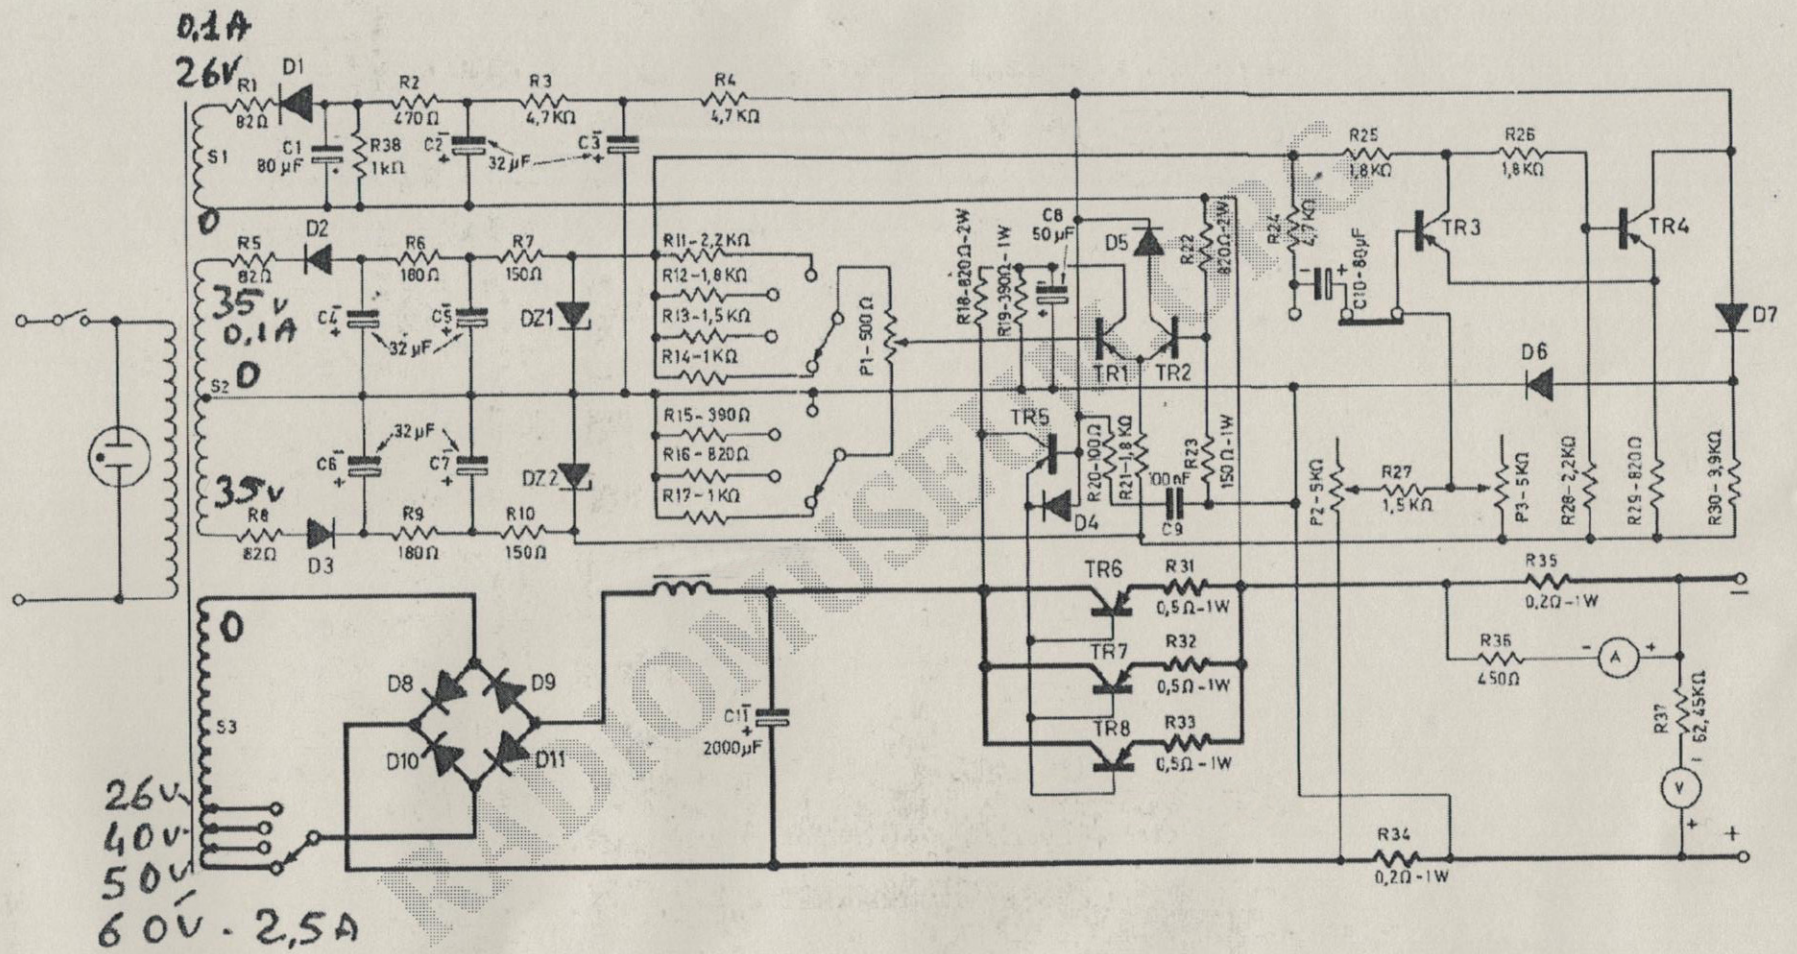 0,1A
26V
R1
82Ω
D1
C1
80µF
R38
1kΩ
R2
470Ω
C2
32µF
R3
4,7KΩ
C3
R4
4,7KΩ
S1
0
R5
82Ω
D2
R6
180Ω
R7
150Ω
35v
0,1A
C4
32µF
C5
DZ1
S2
0
C6
32µF
C7
DZ2
35v
R8
82Ω
D3
R9
180Ω
R10
150Ω
R11-2,2KΩ
R12-1,8KΩ
R13-1,5KΩ
R14-1KΩ
R15-390Ω
R16-820Ω
R17-1KΩ
P1-500Ω
R18-820Ω-2W
R19-390Ω-1W
C8
50µF
D5
R22
820Ω-2W
TR1
TR2
TR5
D4
R20-100Ω
R21-1,8KΩ
100nF
C9
R23
150Ω-1W
R24
4,7KΩ
C10-80µF
R25
1,8KΩ
R26
1,8KΩ
TR3
TR4
D7
D6
P2-5KΩ
R27
1,5KΩ
P3-5KΩ
R28-2,2KΩ
R29-820Ω
R30-3,9KΩ
0
S3
D8
D9
D10
D11
C11
2000µF
TR6
R31
0,5Ω-1W
TR7
R32
0,5Ω-1W
TR8
R33
0,5Ω-1W
R35
0,2Ω-1W
R36
450Ω
A
R37
62,45KΩ
V
R34
0,2Ω-1W
26V
40V
50V
60V - 2,5A
RADIOMUSEUM.ORG